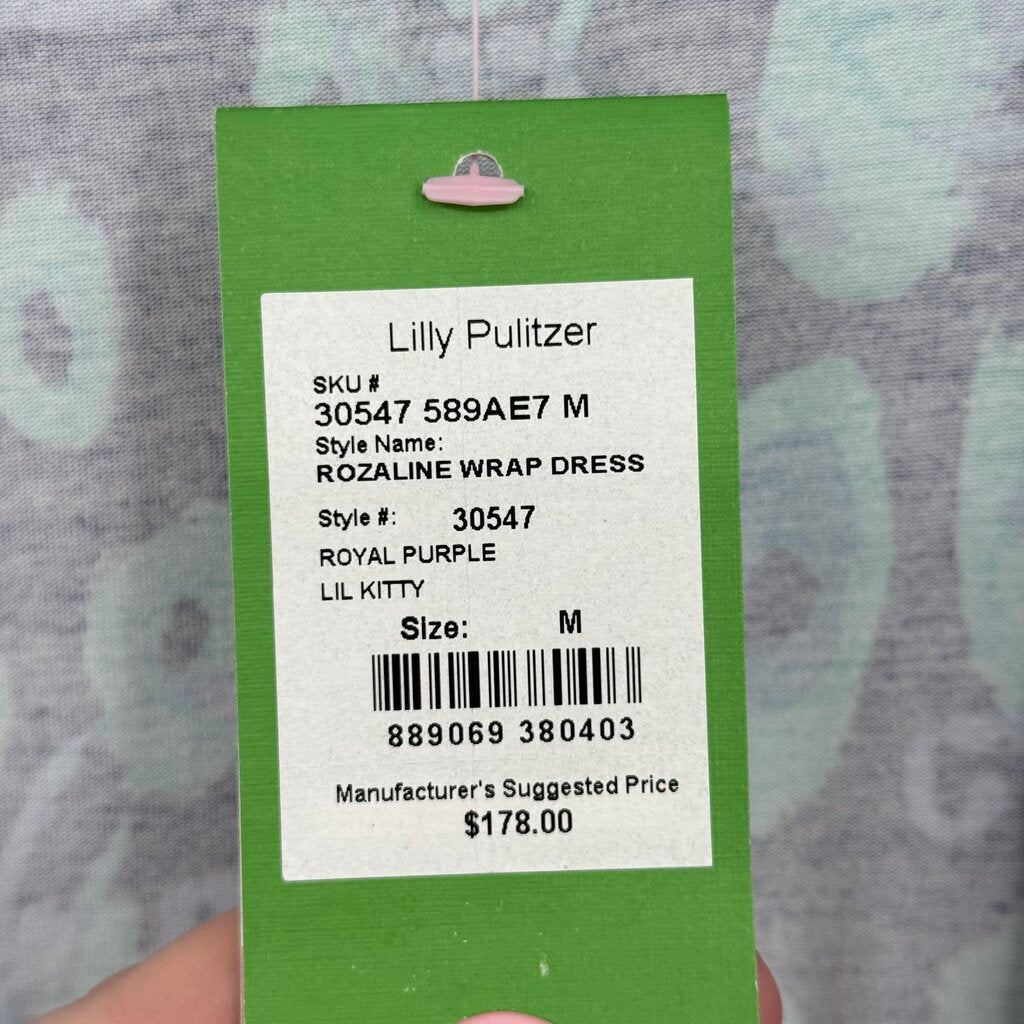 Lilly Pulitzer
SKU #
30547 589AE7 M
Style Name:
ROZALINE WRAP DRESS
Style #: 30547
ROYAL PURPLE
LIL KITTY
Size: M
889069 380403
Manufacturer's Suggested Price
$178.00